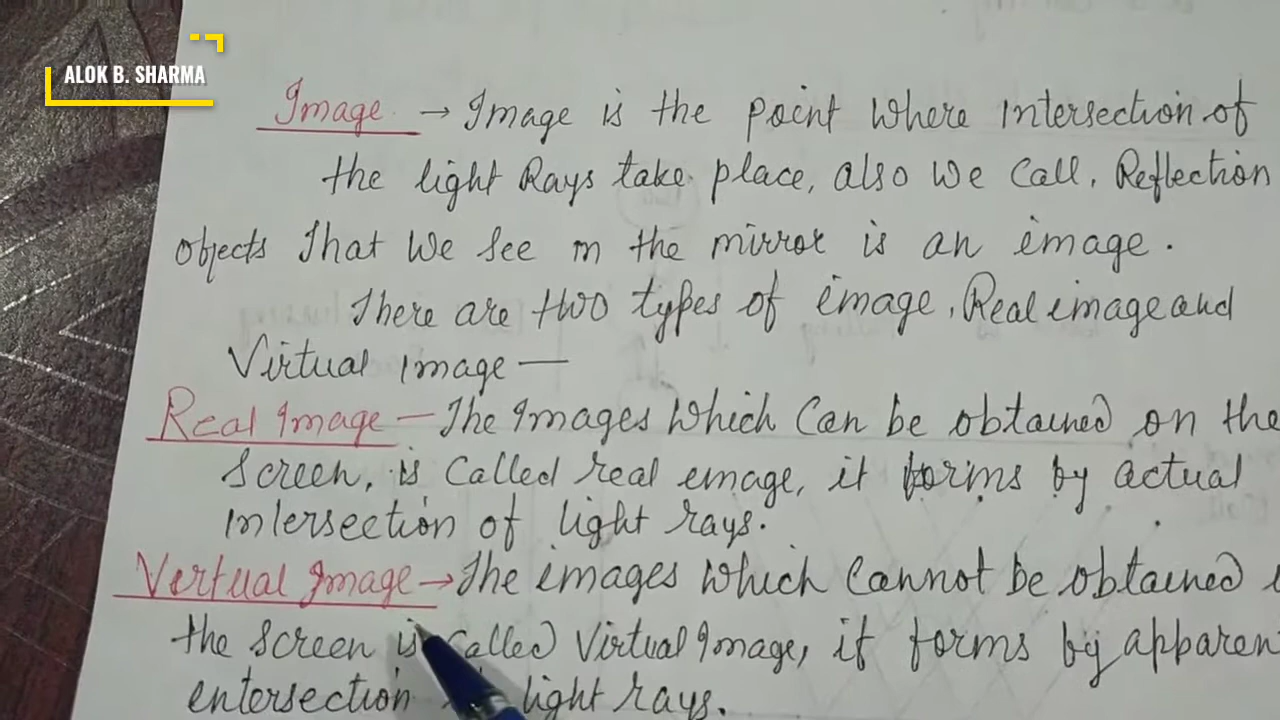 ALOK B. SHARMA
Image → Image is the point where intersection of
the light Rays take place, also we call, Reflection
objects That We See in the mirror is an image.
There are two types of image, Real image and
Virtual Image —
Real Image — The Images which Can be obtained on the
Screen, is Called real emage, it forms by actual
Intersection of light rays.
Vertual Image → The images which Cannot be obtained
the Screen is Called Virtual Image, it forms by apparen
entersection light rays.